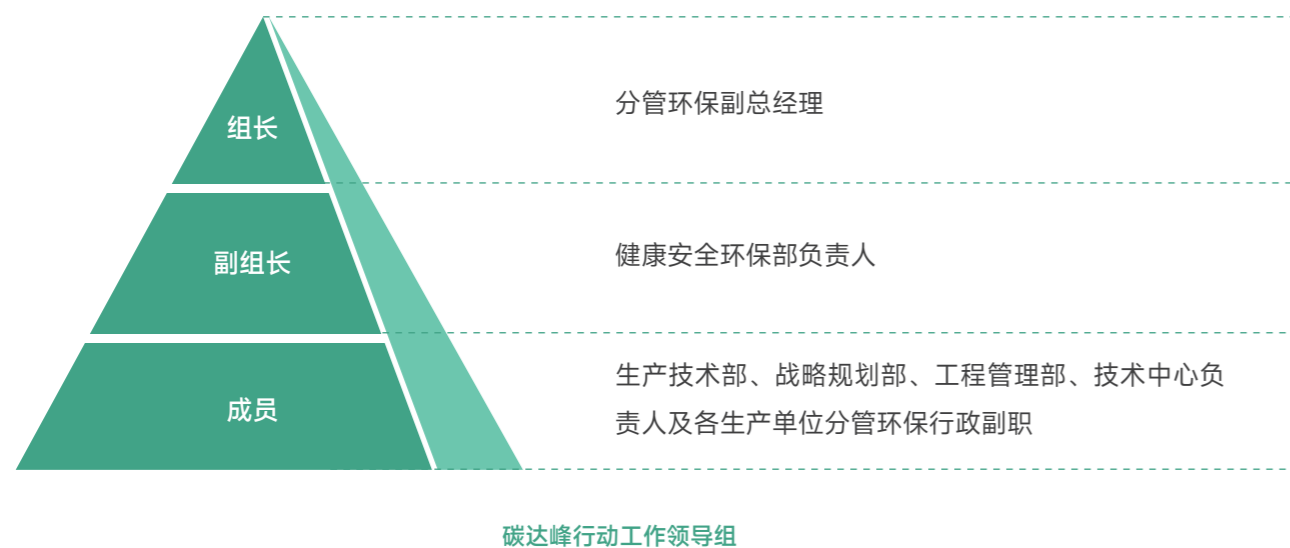 组长
分管环保副总经理
副组长
健康安全环保部负责人
成员
生产技术部、战略规划部、工程管理部、技术中心负
责人及各生产单位分管环保行政副职
碳达峰行动工作领导组